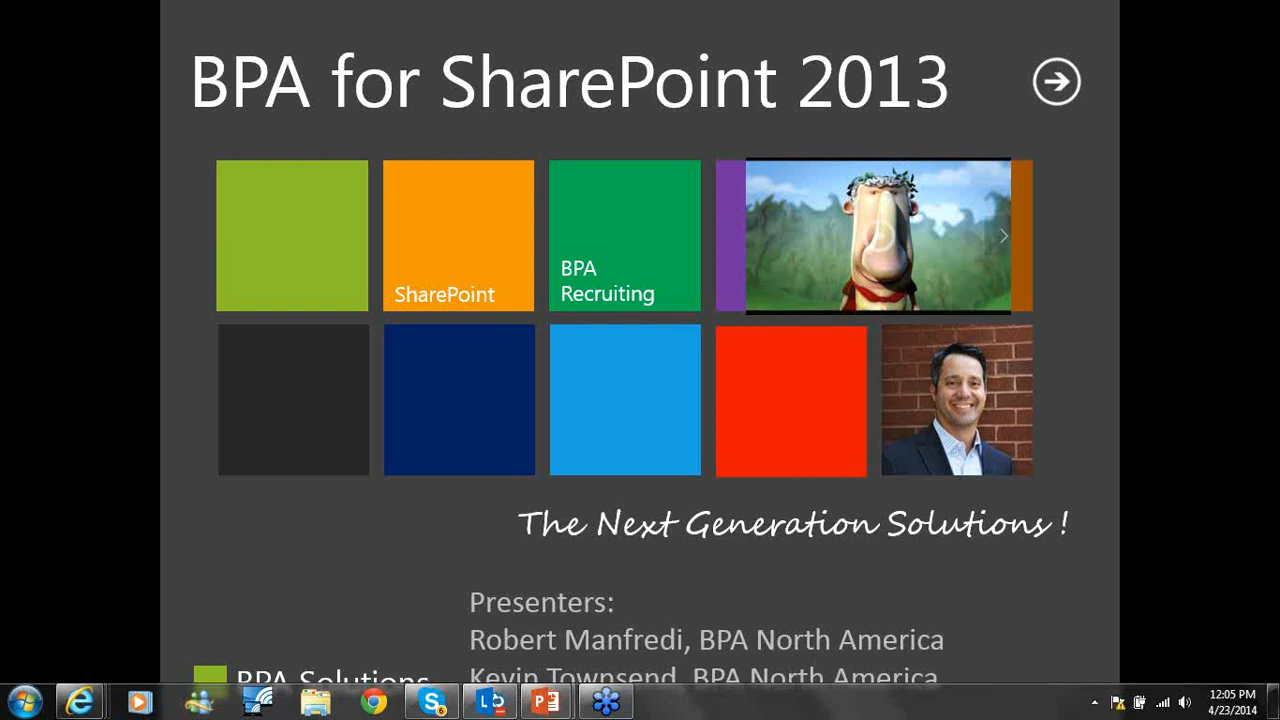 BPA for SharePoint 2013
SharePoint
BPA
Recruiting
The Next Generation Solutions !
Presenters:
Robert Manfredi, BPA North America
Kevin Townsend, BPA North America
BPA Solutions
6
12:05 PM
4/23/2014